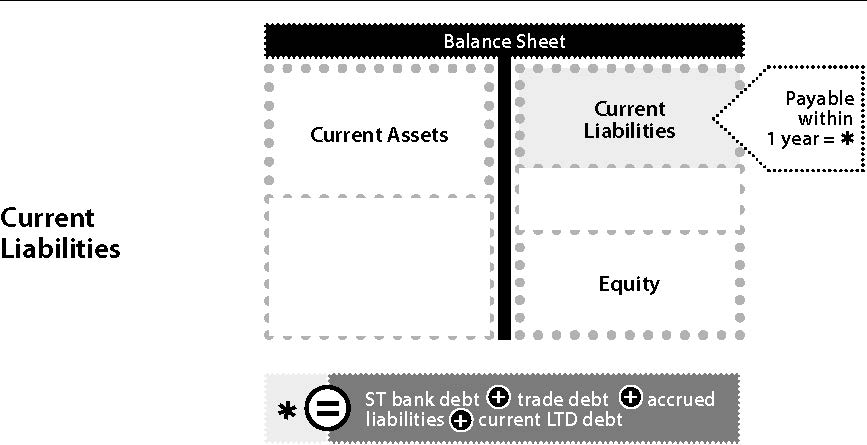 Balance Sheet
Current Assets
Current
Liabilities
Payable
within
1 year = *
Current
Liabilities
Equity
* = ST bank debt + trade debt + accrued
liabilities + current LTD debt